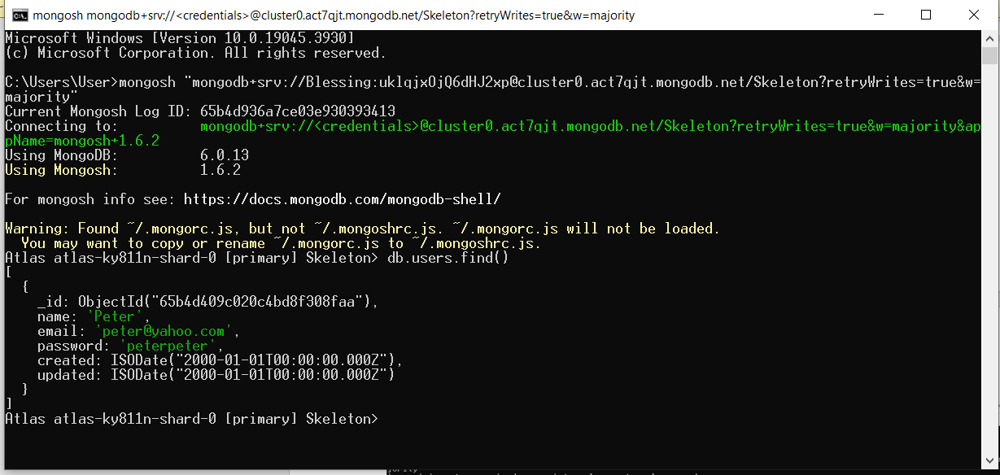 mongosh mongodb+srv://<credentials>@cluster0.act7qjt.mongodb.net/Skeleton?retryWrites=true&w=majority
Microsoft Windows [Version 10.0.19045.3930]
(c) Microsoft Corporation. All rights reserved.
C:\Users\User>mongosh "mongodb+srv://Blessing:uklqjxOjQ6dHJ2xp@cluster0.act7qjt.mongodb.net/Skeleton?retryWrites=true&w=
majority"
Current Mongosh Log ID: 65b4d936a7ce03e930393413
Connecting to: mongodb+srv://<credentials>@cluster0.act7qjt.mongodb.net/Skeleton?retryWrites=true&w=majority&ap
pName=mongosh+1.6.2
Using MongoDB: 6.0.13
Using Mongosh: 1.6.2
For mongosh info see: https://docs.mongodb.com/mongodb-shell/
Warning: Found ~/.mongorc.js, but not ~/.mongoshrc.js. ~/.mongorc.js will not be loaded.
You may want to copy or rename ~/.mongorc.js to ~/.mongoshrc.js.
Atlas atlas-ky811n-shard-0 [primary] Skeleton> db.users.find()
[
{
_id: ObjectId("65b4d409c020c4bd8f308faa"),
name: 'Peter',
email: 'peter@yahoo.com',
password: 'peterpeter',
created: ISODate("2000-01-01T00:00:00.000Z"),
updated: ISODate("2000-01-01T00:00:00.000Z")
}
]
Atlas atlas-ky811n-shard-0 [primary] Skeleton>